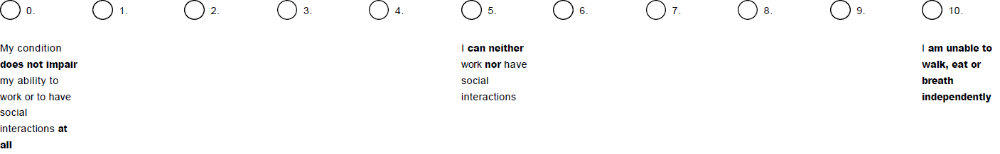 0. 1. 2. 3. 4. 5. 6. 7. 8. 9. 10.
My condition
does not impair
my ability to
work or to have
social
interactions at
all
I can neither
work nor have
social
interactions
I am unable to
walk, eat or
breath
independently